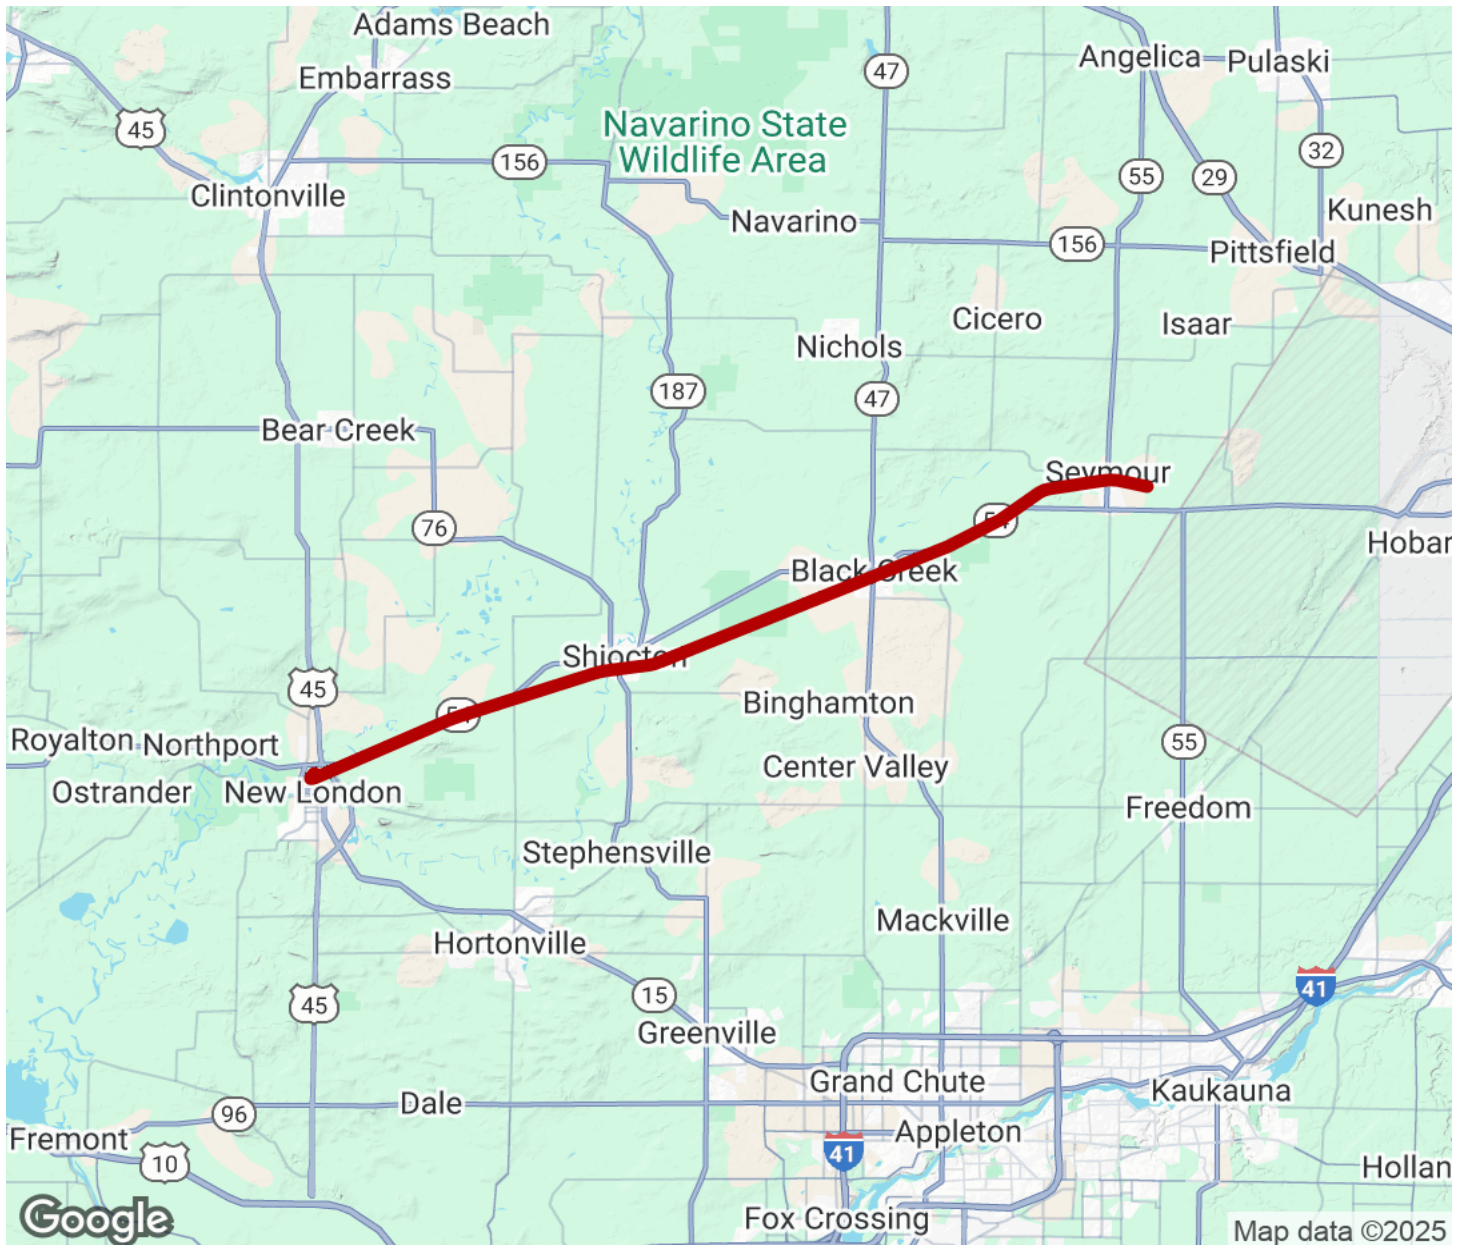 Adams Beach
Embarrass
Angelica
Pulaski
47
45
Navarino State
Wildlife Area
156
32
55
29
Clintonville
Navarino
Kunesh
156
Pittsfield
Cicero
Isaar
Nichols
187
47
Bear Creek
Seymour
76
54
Hobar
Black Creek
Shiocton
45
54
Binghamton
Royalton
Northport
55
Center Valley
Ostrander
New London
Freedom
Stephensville
Mackville
Hortonville
41
15
45
Greenville
Grand Chute
Kaukauna
Dale
96
Fremont
Appleton
41
10
Hollan
Google
Fox Crossing
Map data ©2025